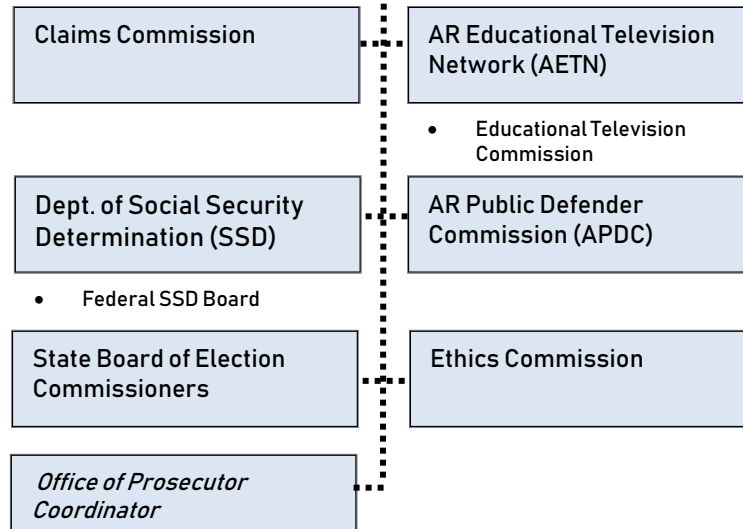 Claims Commission
AR Educational Television
Network (AETN)
• Educational Television
Commission
Dept. of Social Security
Determination (SSD)
AR Public Defender
Commission (APDC)
• Federal SSD Board
State Board of Election
Commissioners
Ethics Commission
Office of Prosecutor
Coordinator